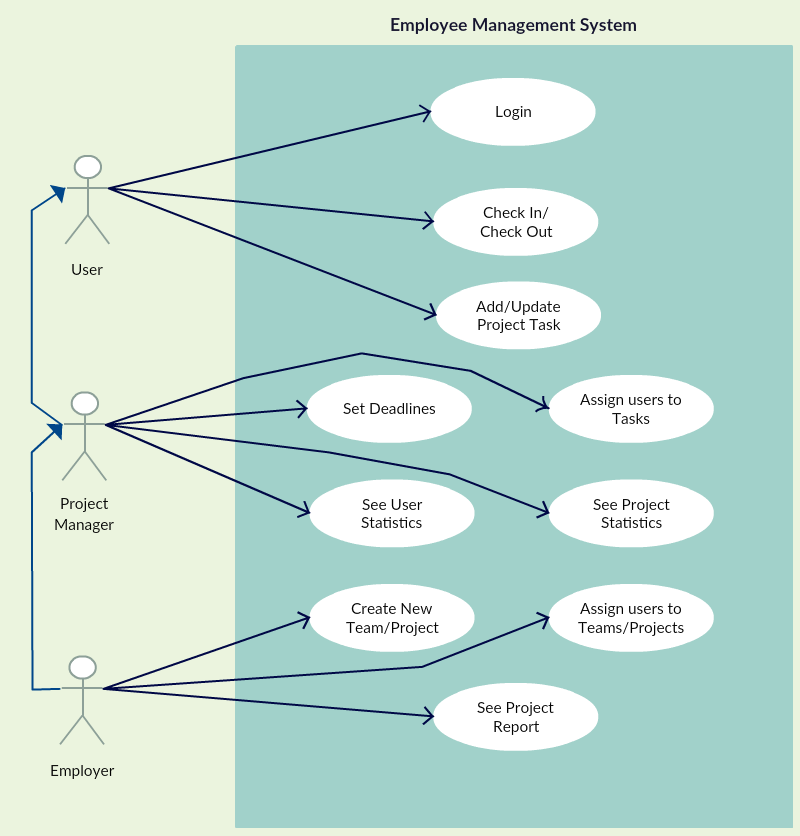 Employee Management System
Login
Check In/
Check Out
User
Add/Update
Project Task
Set Deadlines
Assign users to
Tasks
Project
Manager
See User
Statistics
See Project
Statistics
Create New
Team/Project
Assign users to
Teams/Projects
See Project
Report
Employer